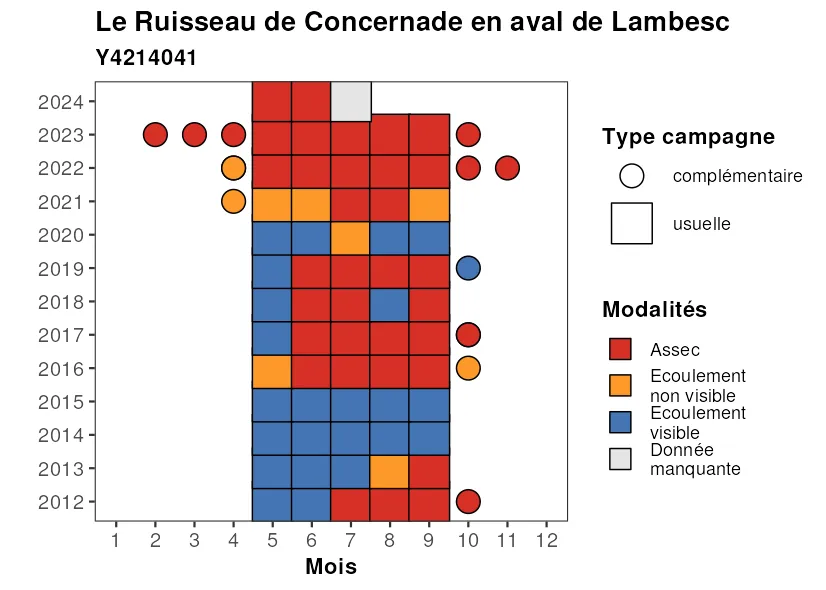 Le Ruisseau de Concernade en aval de Lambesc
Y4214041
2024
2023
2022
2021
2020
2019
2018
2017
2016
2015
2014
2013
2012
1 2 3 4 5 6 7 8 9 10 11 12
Mois
Type campagne
complémentaire
usuelle
Modalités
Assec
Ecoulement
non visible
Ecoulement
visible
Donnée
manquante